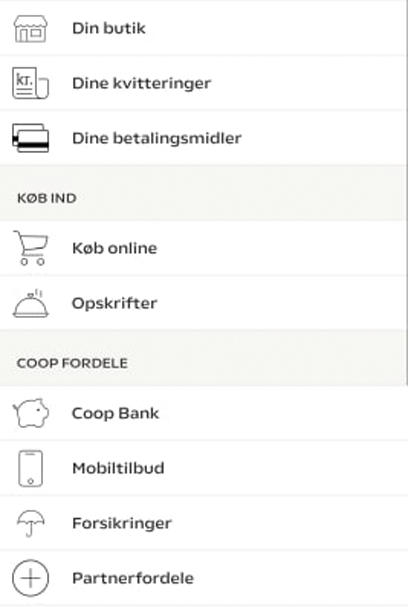 Din butik
kr.
Dine kvitteringer
Dine betalingsmidler
KØB IND
Køb online
Opskrifter
COOP FORDELE
Coop Bank
Mobiltilbud
Forsikringer
Partnerfordele